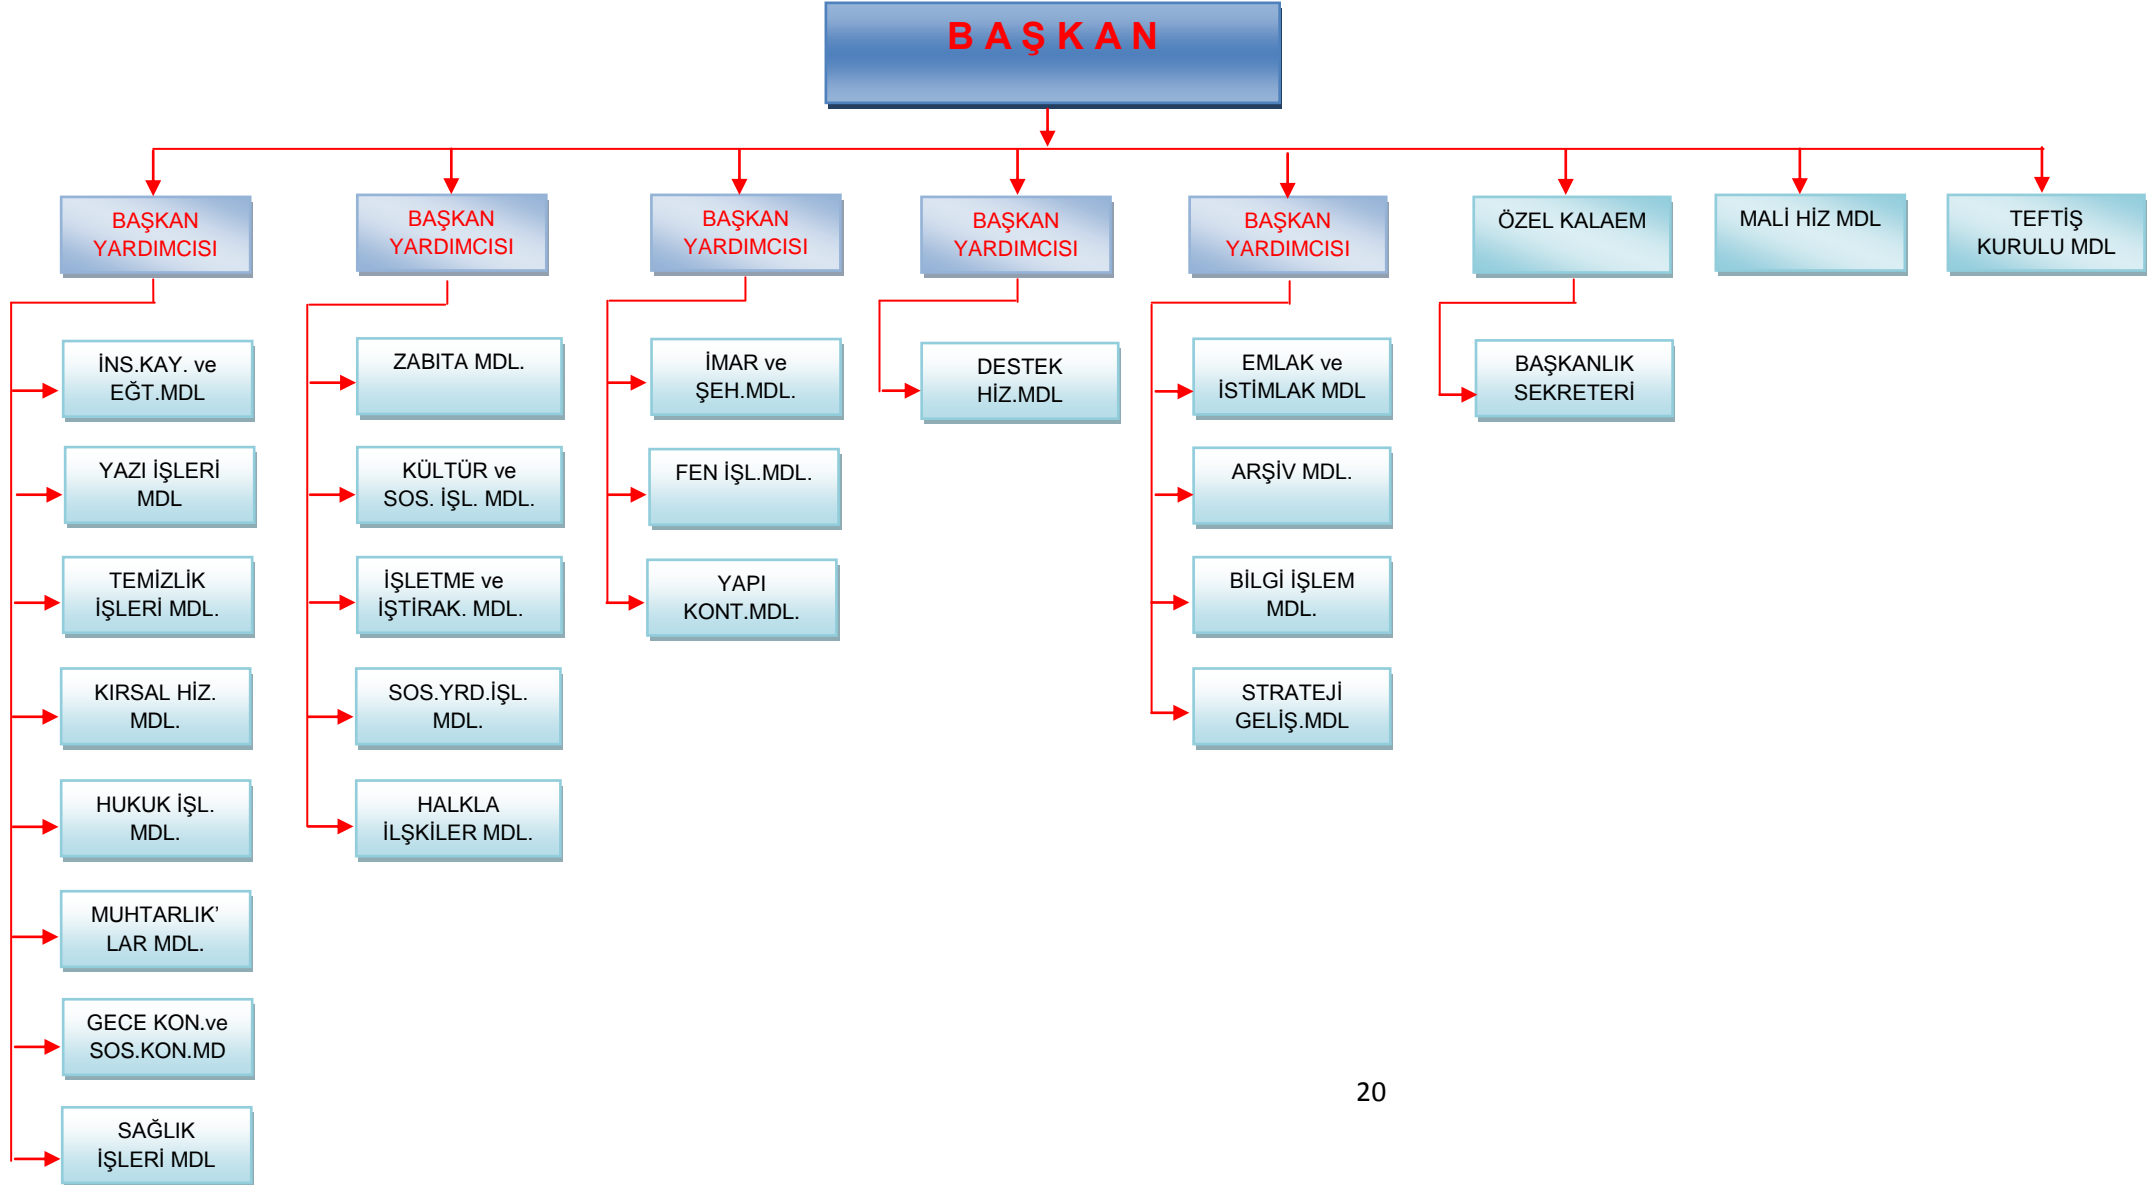 B A Ş K A N
BAŞKAN
YARDIMCISI
BAŞKAN
YARDIMCISI
BAŞKAN
YARDIMCISI
BAŞKAN
YARDIMCISI
BAŞKAN
YARDIMCISI
ÖZEL KALAEM
MALİ HİZ MDL
TEFTİŞ
KURULU MDL
İNS.KAY. ve
EĞT.MDL
YAZI İŞLERİ
MDL
TEMİZLİK
İŞLERİ MDL.
KIRSAL HİZ.
MDL.
HUKUK İŞL.
MDL.
MUHTARLIK’
LAR MDL.
GECE KON.ve
SOS.KON.MD
SAĞLIK
İŞLERİ MDL
ZABITA MDL.
KÜLTÜR ve
SOS. İŞL. MDL.
İŞLETME ve
İŞTİRAK. MDL.
SOS.YRD.İŞL.
MDL.
HALKLA
İLŞKİLER MDL.
İMAR ve
ŞEH.MDL.
FEN İŞL.MDL.
YAPI
KONT.MDL.
DESTEK
HİZ.MDL
EMLAK ve
İSTİMLAK MDL
ARŞİV MDL.
BİLGİ İŞLEM
MDL.
STRATEJİ
GELİŞ.MDL
BAŞKANLIK
SEKRETERİ
20